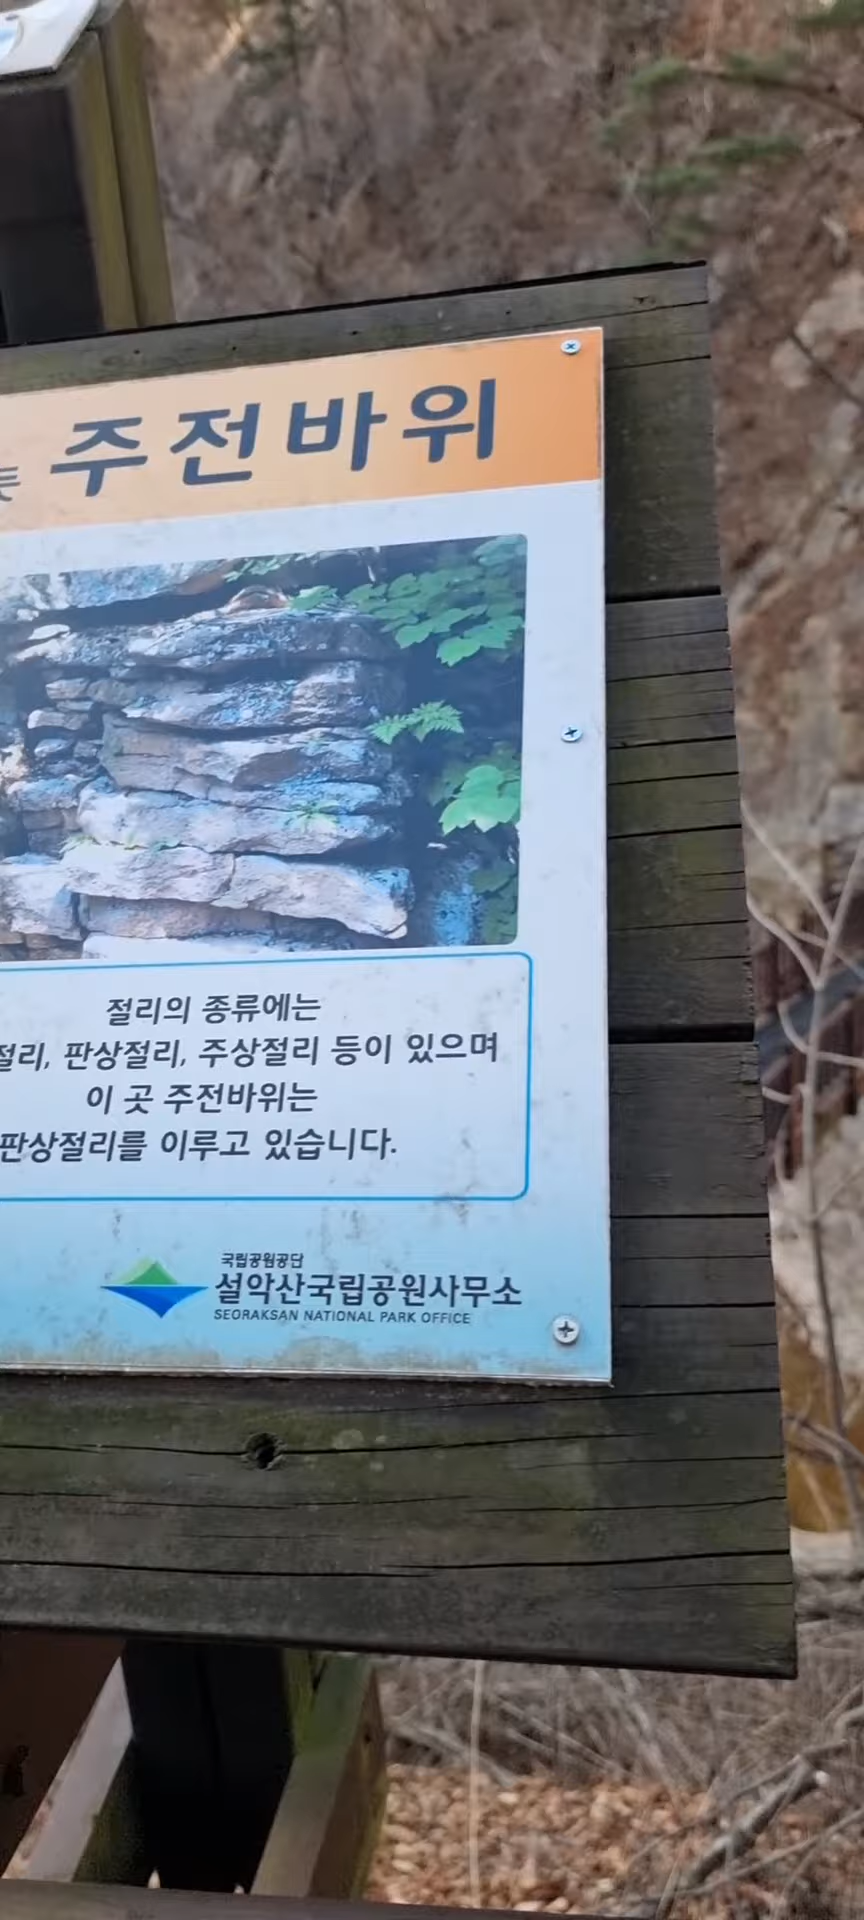 주전바위
절리의 종류에는
절리, 판상절리, 주상절리 등이 있으며
이 곳 주전바위는
판상절리를 이루고 있습니다.
국립공원공단
설악산국립공원사무소
SEORAKSAN NATIONAL PARK OFFICE